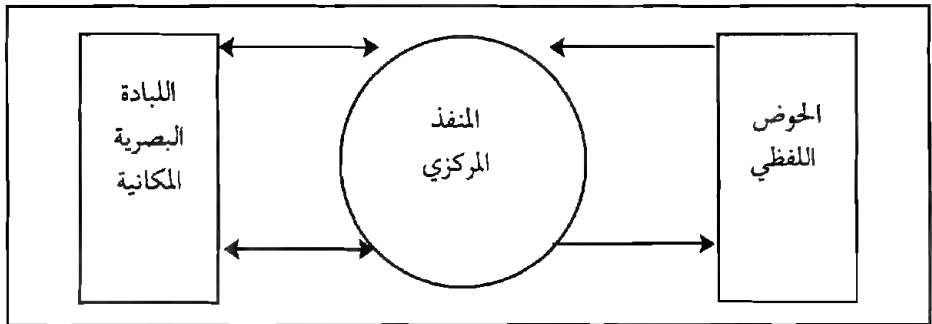 الحوض
اللفظي
المنفذ
المركزي
اللبادة
البصرية
المكانية